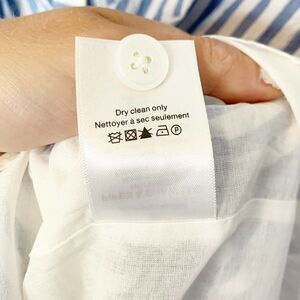 Dry clean only
Nettoyer à sec seulement